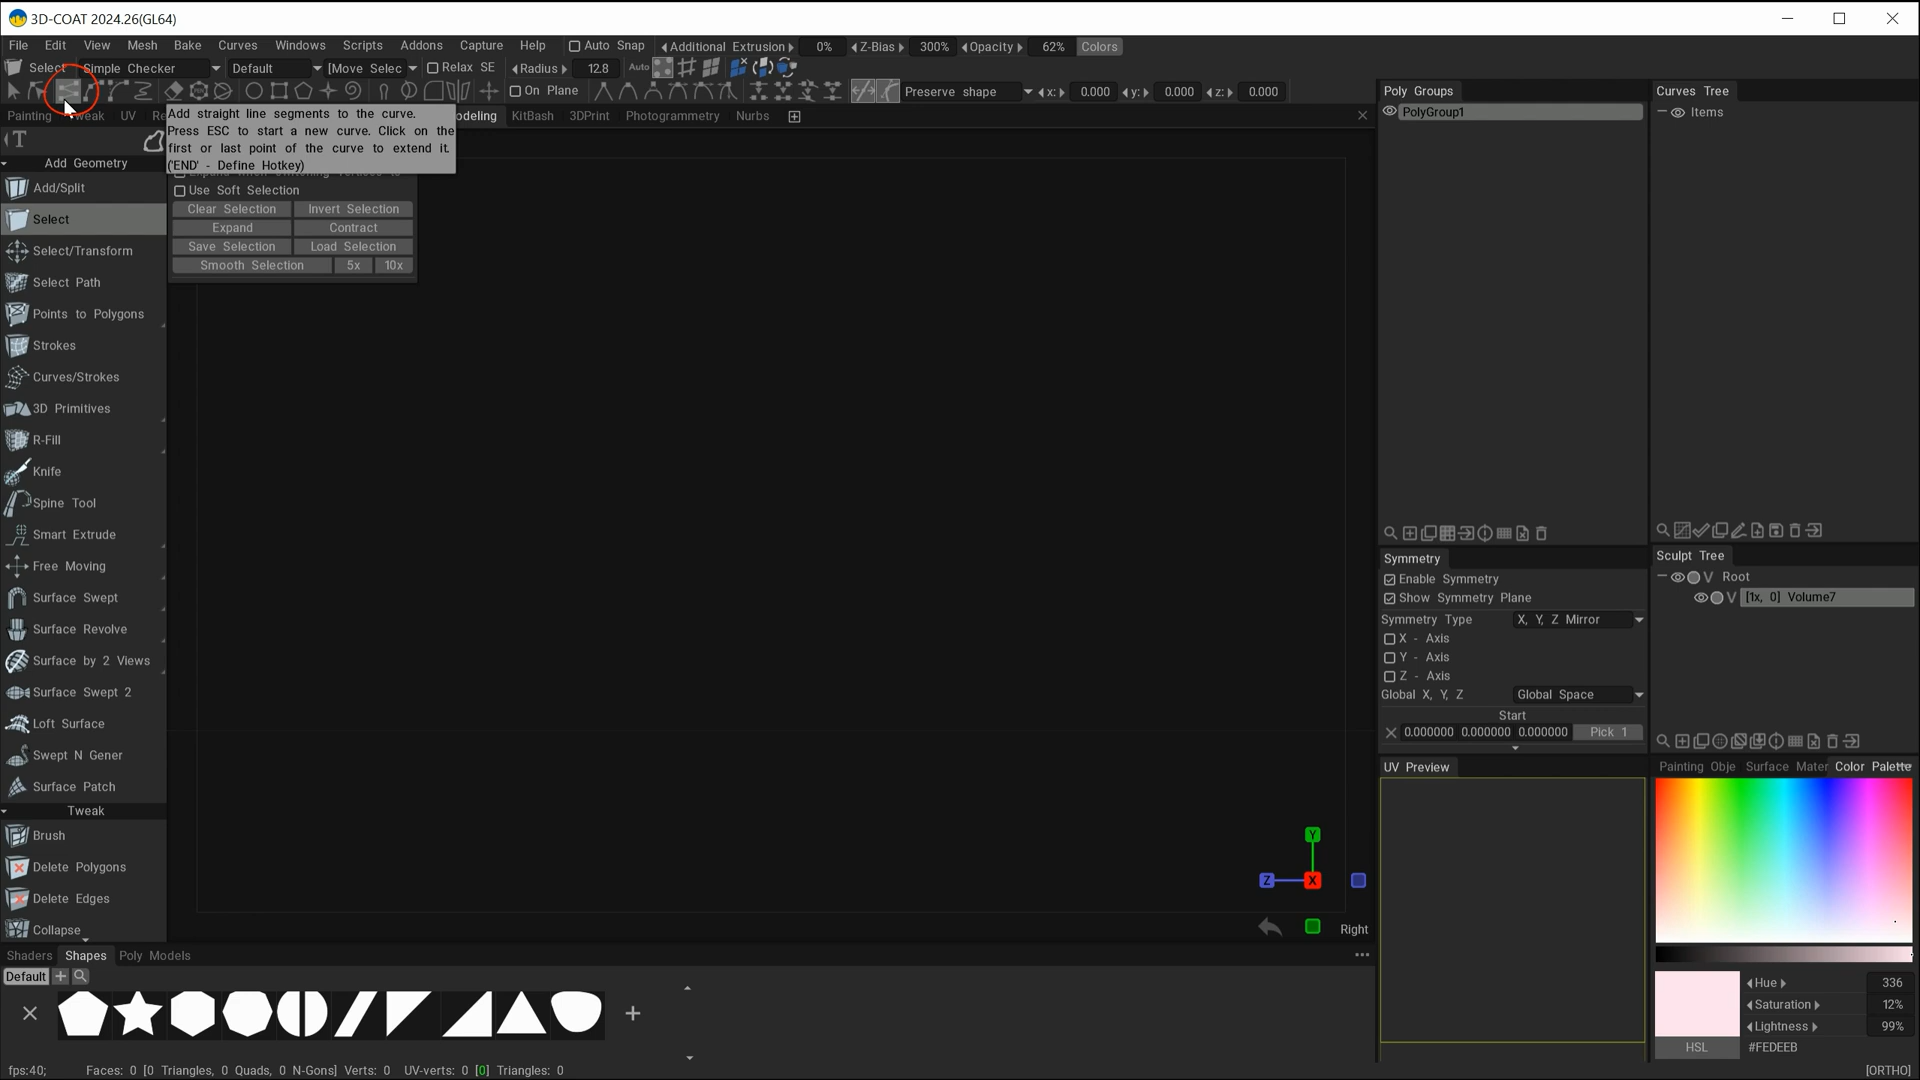 3D-COAT 2024.26(GL64)
File Edit View Mesh Bake Curves Windows Scripts Addons Capture Help Auto Snap Additional Extrusion 0% Z-Bias 300% Opacity 62% Colors
Select Simple Checker Default [Move Selec Relax SE Radius 12.8 Auto
On Plane Preserve shape x: 0.000 y: 0.000 z: 0.000
Painting eak UV Re odeling KitBash 3DPrint Photogrammetry Nurbs
Add straight line segments to the curve.
Press ESC to start a new curve. Click on the
first or last point of the curve to extend it.
('END' - Define Hotkey)
T
Add Geometry
Add/Split
Select
Select/Transform
Select Path
Points to Polygons
Strokes
Curves/Strokes
3D Primitives
R-Fill
Knife
Spine Tool
Smart Extrude
Free Moving
Surface Swept
Surface Revolve
Surface by 2 Views
Surface Swept 2
Loft Surface
Swept N Gener
Surface Patch
Tweak
Brush
Delete Polygons
Delete Edges
Collapse
Use Soft Selection
Clear Selection Invert Selection
Expand Contract
Save Selection Load Selection
Smooth Selection 5x 10x
Y
Z X
Right
Poly Groups
PolyGroup1
Curves Tree
Items
Symmetry
Enable Symmetry
Show Symmetry Plane
Symmetry Type X, Y, Z Mirror
X - Axis
Y - Axis
Z - Axis
Global X, Y, Z Global Space
Start
0.000000 0.000000 0.000000 Pick 1
Sculpt Tree
V Root
V [1x, 0] Volume7
UV Preview
Painting Obje Surface Mater Color Palette
Hue 336
Saturation 12%
Lightness 99%
HSL #FEDEEB
Shaders Shapes Poly Models
Default
fps:40; Faces: 0 [0 Triangles, 0 Quads, 0 N-Gons] Verts: 0 UV-verts: 0 [0] Triangles: 0 [ORTHO]